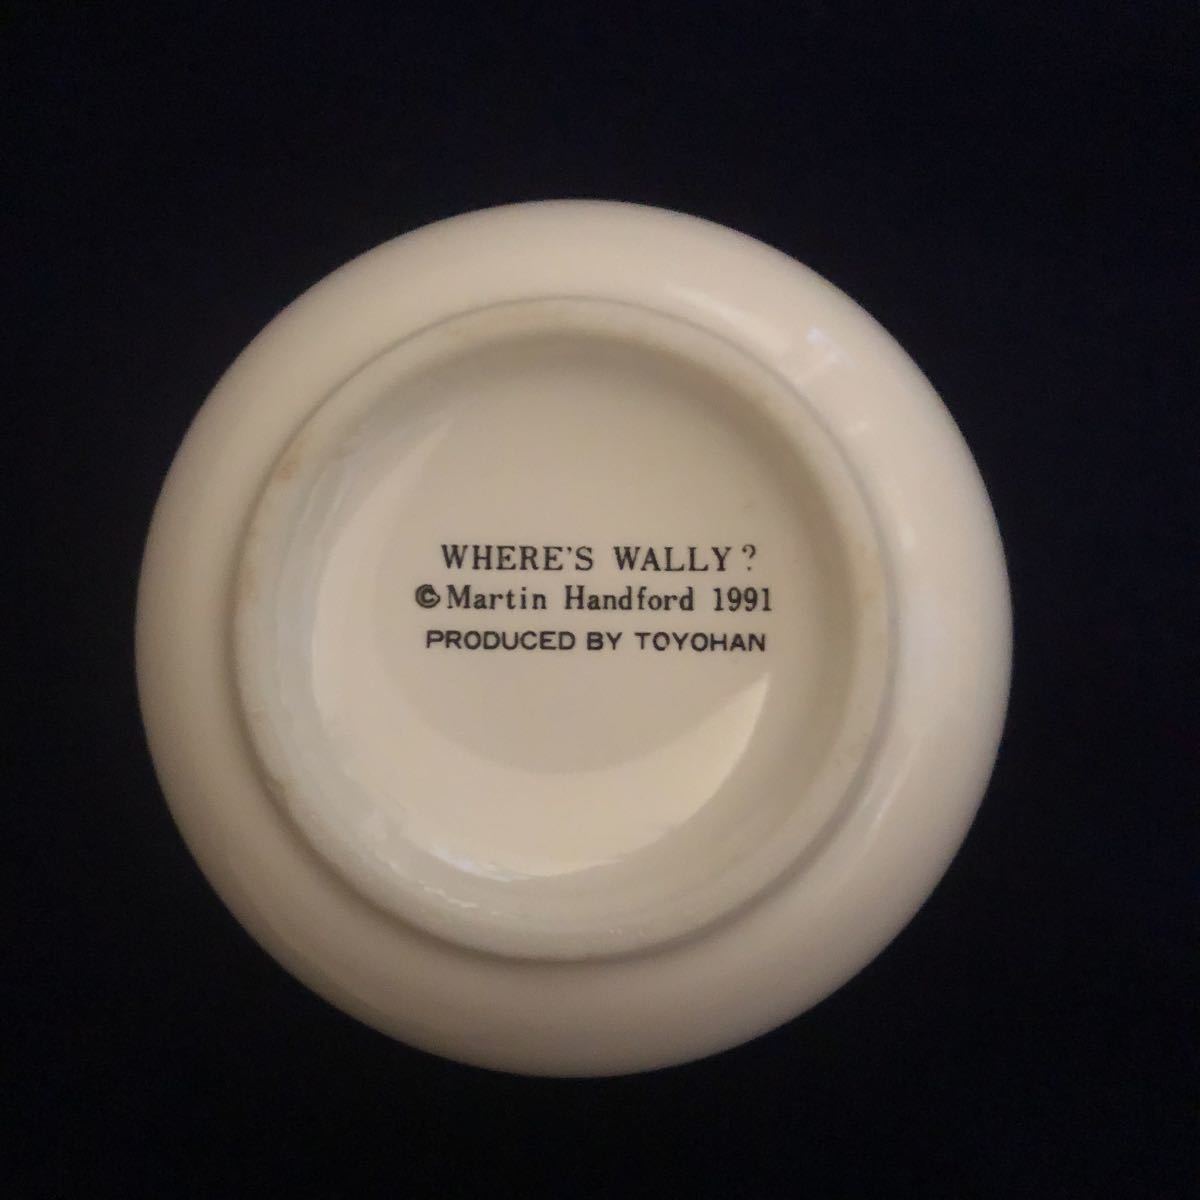 WHERE'S WALLY?
©Martin Handford 1991
PRODUCED BY TOYOHAN